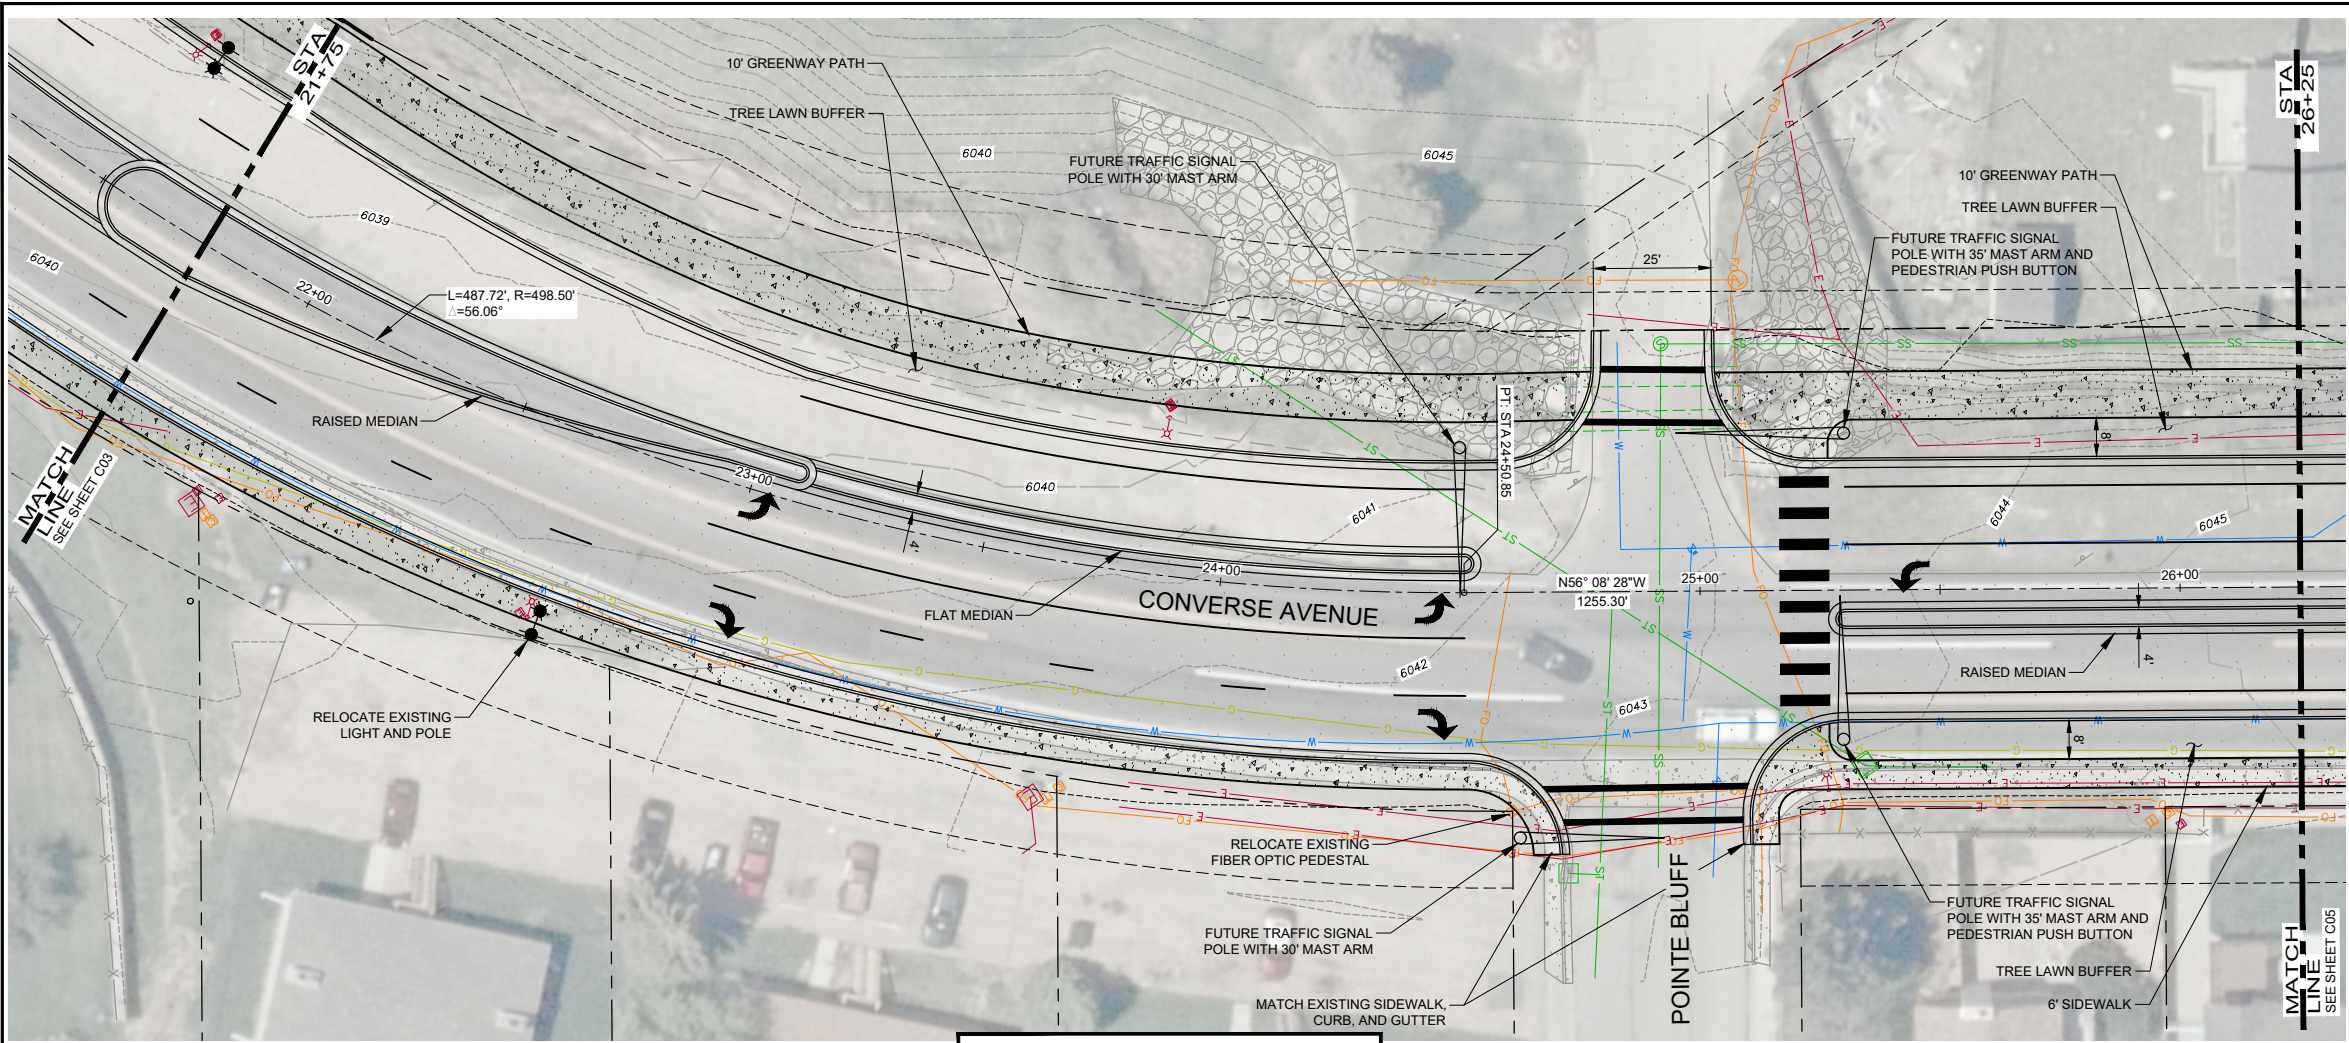 STA
21+75
10' GREENWAY PATH
TREE LAWN BUFFER
FUTURE TRAFFIC SIGNAL
POLE WITH 30' MAST ARM
6040
6045
STA
26+25
10' GREENWAY PATH
TREE LAWN BUFFER
FUTURE TRAFFIC SIGNAL
POLE WITH 35' MAST ARM AND
PEDESTRIAN PUSH BUTTON
6039
6040
22+00
L=487.72', R=498.50'
Δ=56.06°
25'
RAISED MEDIAN
MATCH
LINE
SEE SHEET C03
23+00
6040
6041
4'
PT: STA 24+50.85
8'
6044
6045
24+00
N56° 08' 28"W
1255.30'
25+00
26+00
CONVERSE AVENUE
FLAT MEDIAN
6042
6043
4'
RAISED MEDIAN
RELOCATE EXISTING
LIGHT AND POLE
8'
RELOCATE EXISTING
FIBER OPTIC PEDESTAL
FUTURE TRAFFIC SIGNAL
POLE WITH 30' MAST ARM
MATCH EXISTING SIDEWALK,
CURB, AND GUTTER
POINTE BLUFF
FUTURE TRAFFIC SIGNAL
POLE WITH 35' MAST ARM AND
PEDESTRIAN PUSH BUTTON
TREE LAWN BUFFER
6' SIDEWALK
MATCH
LINE
SEE SHEET C05